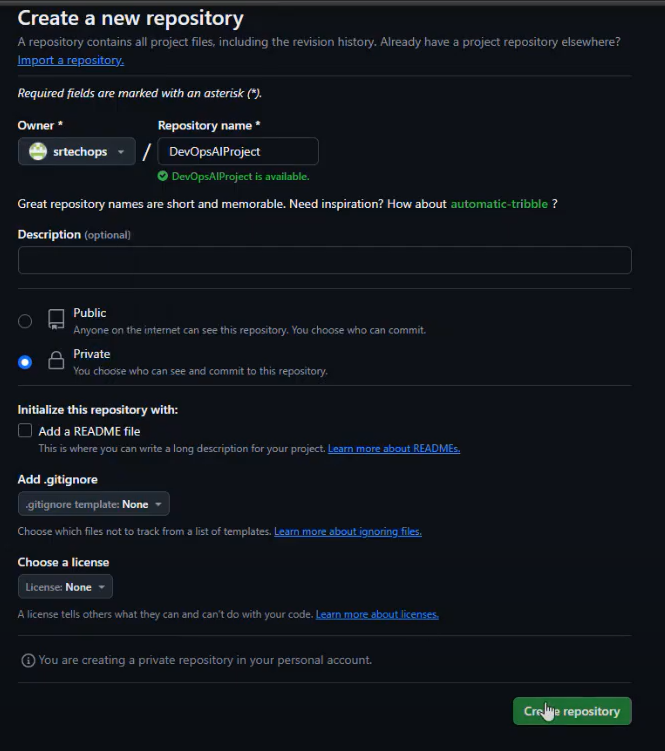 Create a new repository
A repository contains all project files, including the revision history. Already have a project repository elsewhere?
Import a repository.
Required fields are marked with an asterisk (*).
Owner * Repository name *
srtechops / DevOpsAIProject
DevOpsAIProject is available.
Great repository names are short and memorable. Need inspiration? How about automatic-tribble ?
Description (optional)
Public
Anyone on the internet can see this repository. You choose who can commit.
Private
You choose who can see and commit to this repository.
Initialize this repository with:
Add a README file
This is where you can write a long description for your project. Learn more about READMEs.
Add .gitignore
.gitignore template: None
Choose which files not to track from a list of templates. Learn more about ignoring files.
Choose a license
License: None
A license tells others what they can and can't do with your code. Learn more about licenses.
You are creating a private repository in your personal account.
Create repository